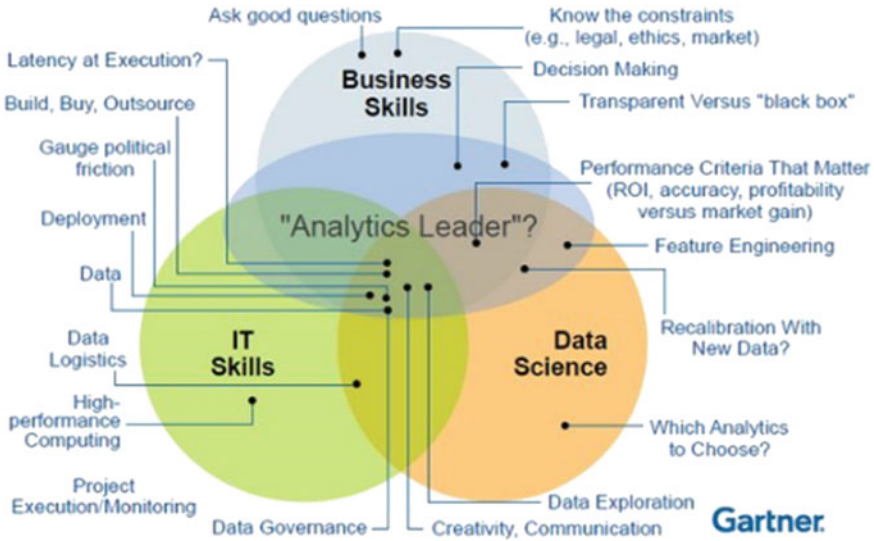 Ask good questions
Know the constraints
(e.g., legal, ethics, market)
Latency at Execution?
Business
Skills
Decision Making
Build, Buy, Outsource
Transparent Versus "black box"
Gauge political
friction
Performance Criteria That Matter
(ROI, accuracy, profitability
versus market gain)
Deployment
"Analytics Leader"?
Feature Engineering
Data
Recalibration With
New Data?
Data
Logistics
IT
Skills
Data
Science
High-
performance
Computing
Which Analytics
to Choose?
Project
Execution/Monitoring
Data Exploration
Data Governance
Creativity, Communication
Gartner.